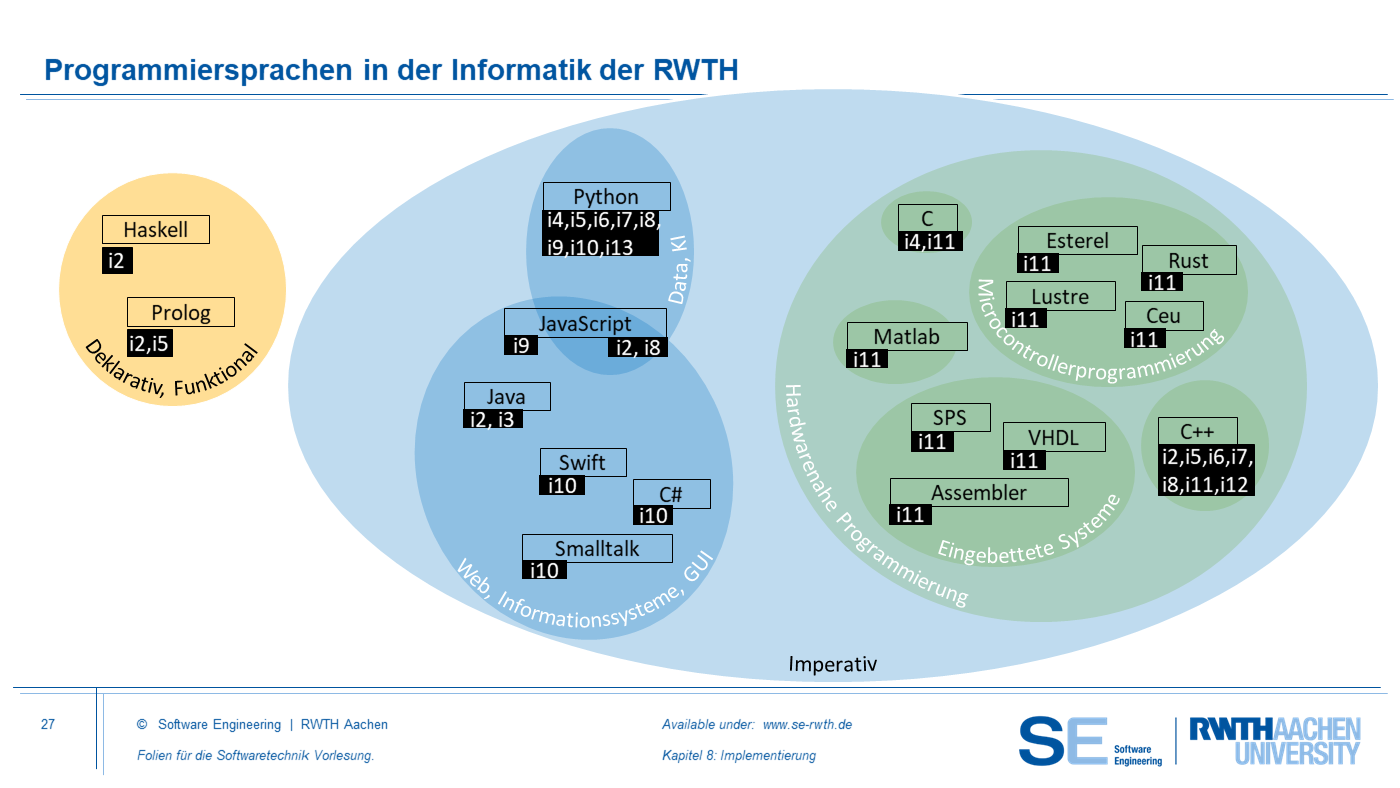 Programmiersprachen in der Informatik der RWTH
Haskell
i2
Prolog
i2,i5
Deklarativ, Funktional
Python
i4,i5,i6,i7,i8,
i9,i10,i13
Data, KI
JavaScript
i9
i2, i8
Java
i2, i3
Swift
i10
C#
i10
Smalltalk
i10
Web, Informationssysteme, GUI
C
i4,i11
Esterel
i11
Rust
i11
Lustre
i11
Ceu
i11
Microcontrollerprogrammierung
Matlab
i11
SPS
i11
VHDL
i11
Assembler
i11
Eingebettete Systeme
C++
i2,i5,i6,i7,
i8,i11,i12
Hardwarenahe Programmierung
Imperativ
27
© Software Engineering | RWTH Aachen
Folien für die Softwaretechnik Vorlesung.
Available under: www.se-rwth.de
Kapitel 8: Implementierung
SE Software
Engineering
RWTHAACHEN
UNIVERSITY